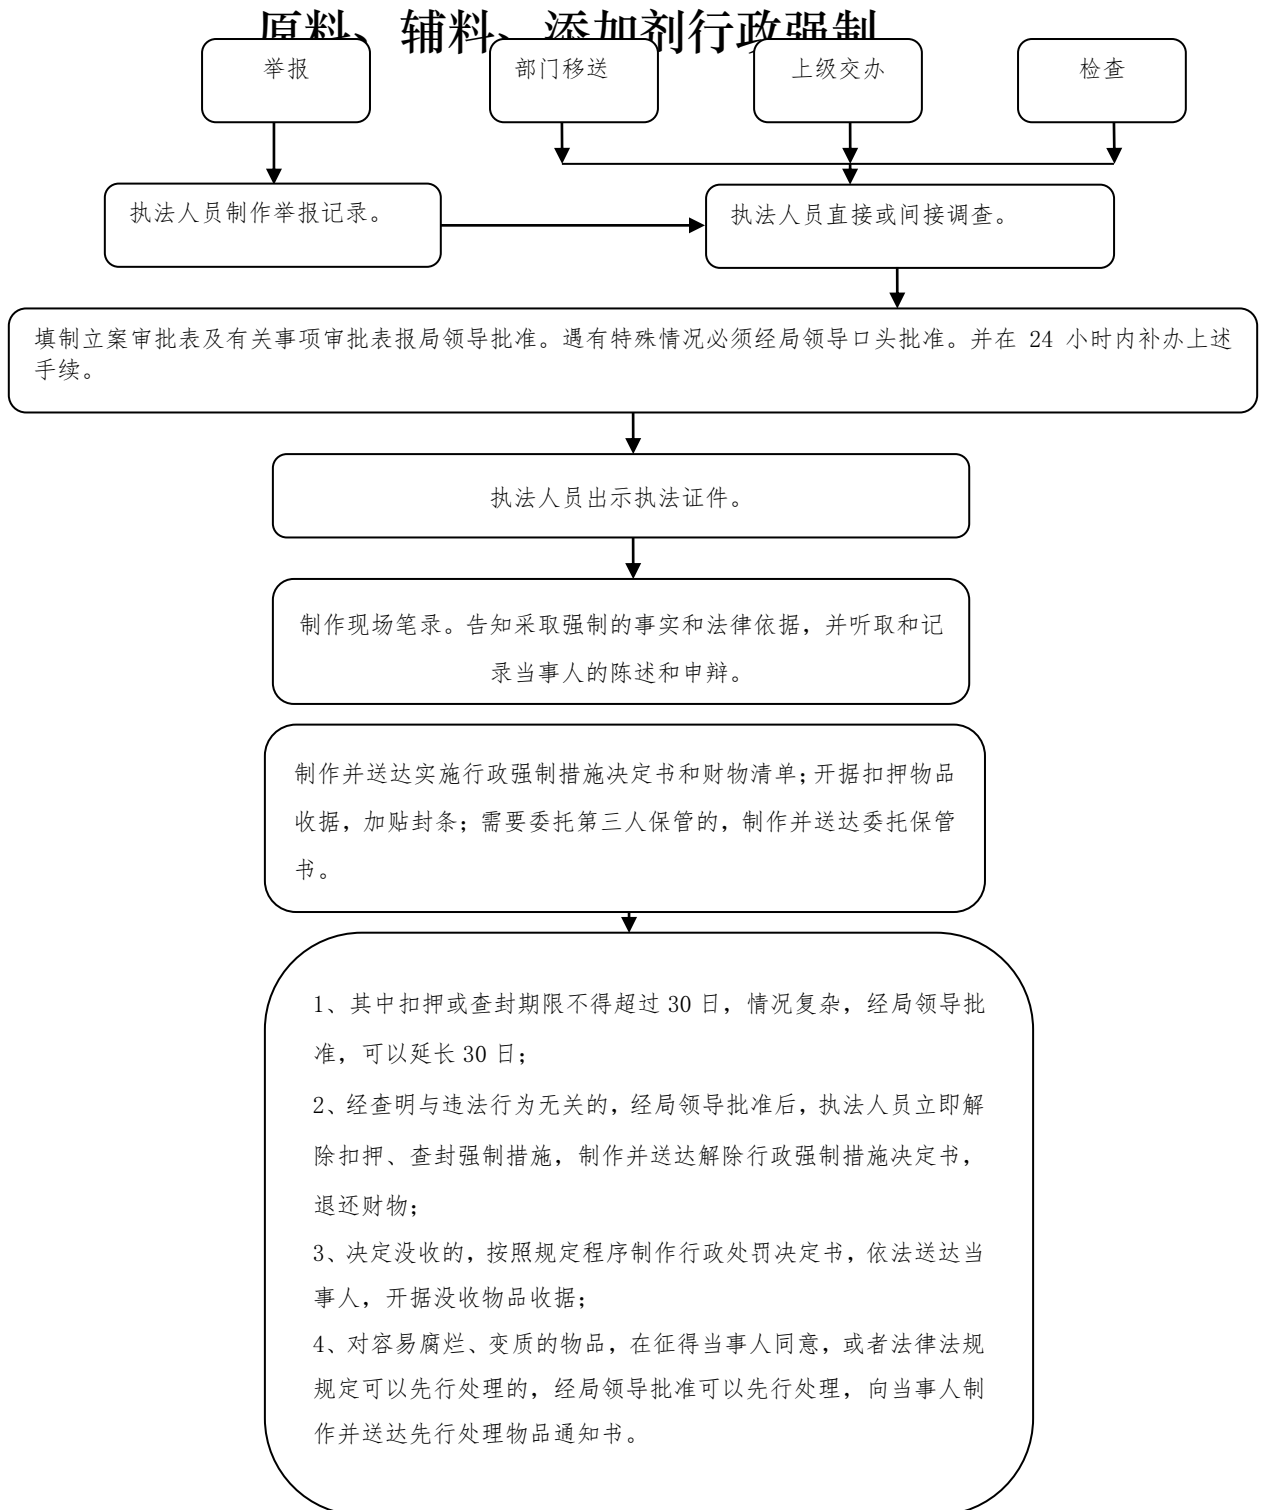 原料、辅料、添加剂行政强制
举报
部门移送
上级交办
检查
执法人员制作举报记录。
执法人员直接或间接调查。
填制立案审批表及有关事项审批表报局领导批准。遇有特殊情况必须经局领导口头批准。并在 24 小时内补办上述
手续。
执法人员出示执法证件。
制作现场笔录。告知采取强制的事实和法律依据，并听取和记
录当事人的陈述和申辩。
制作并送达实施行政强制措施决定书和财物清单；开据扣押物品
收据，加贴封条；需要委托第三人保管的，制作并送达委托保管
书。
1、其中扣押或查封期限不得超过 30 日，情况复杂，经局领导批
准，可以延长 30 日；
2、经查明与违法行为无关的，经局领导批准后，执法人员立即解
除扣押、查封强制措施，制作并送达解除行政强制措施决定书，
退还财物；
3、决定没收的，按照规定程序制作行政处罚决定书，依法送达当
事人，开据没收物品收据；
4、对容易腐烂、变质的物品，在征得当事人同意，或者法律法规
规定可以先行处理的，经局领导批准可以先行处理，向当事人制
作并送达先行处理物品通知书。